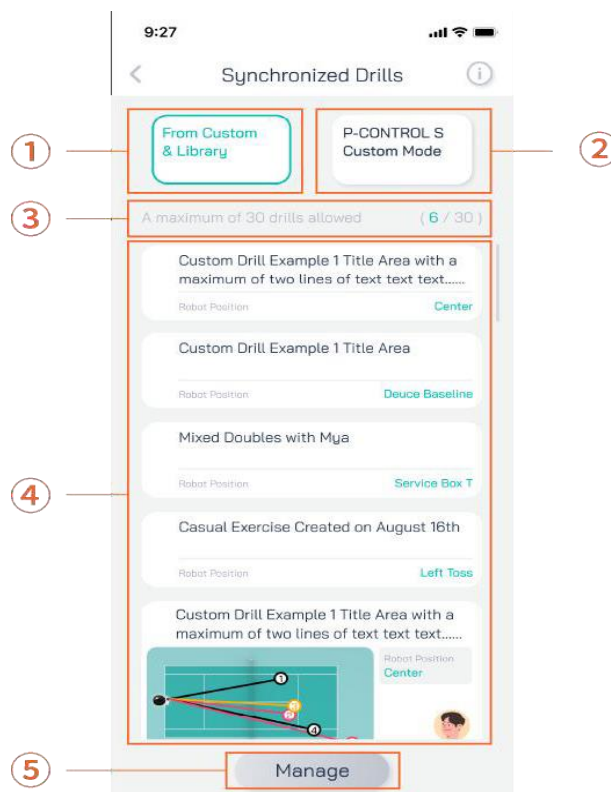 9:27
Synchronized Drills
i
① From Custom
& Library
P-CONTROL S
Custom Mode ②
③ A maximum of 30 drills allowed ( 6 / 30 )
Custom Drill Example 1 Title Area with a
maximum of two lines of text text text......
Robot Position Center
Custom Drill Example 1 Title Area
Robot Position Deuce Baseline
Mixed Doubles with Mya
④ Robot Position Service Box T
Casual Exercise Created on August 16th
Robot Position Left Toss
Custom Drill Example 1 Title Area with a
maximum of two lines of text text text......
Robot Position
Center
1
3
2
4
⑤ Manage